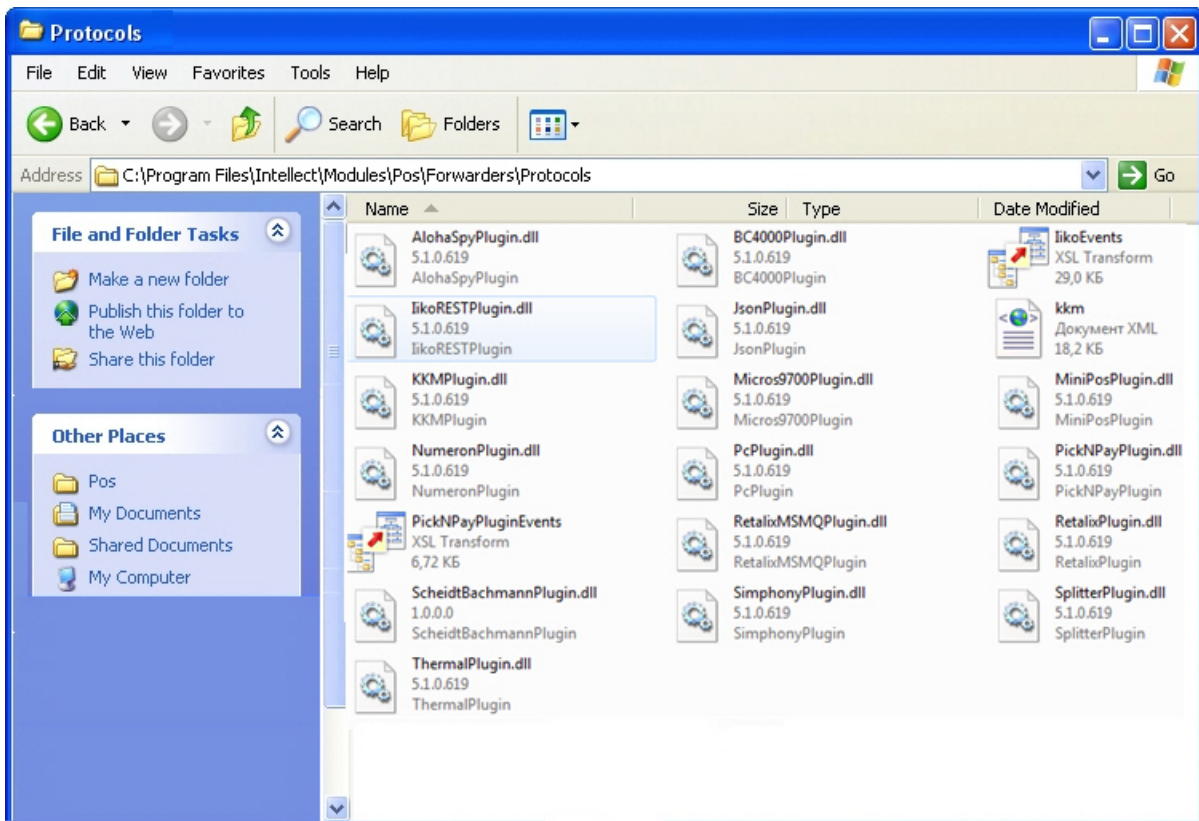 Protocols
File Edit View Favorites Tools Help
Back Search Folders
Address C:\Program Files\Intellect\Modules\Pos\Forwarders\Protocols Go
File and Folder Tasks
Make a new folder
Publish this folder to
the Web
Share this folder
Other Places
Pos
My Documents
Shared Documents
My Computer
Name Size Type Date Modified
AlohaSpyPlugin.dll
5.1.0.619
AlohaSpyPlugin
BC4000Plugin.dll
5.1.0.619
BC4000Plugin
IikoEvents
XSL Transform
29,0 КБ
IikoRESTPlugin.dll
5.1.0.619
IikoRESTPlugin
JsonPlugin.dll
5.1.0.619
JsonPlugin
kkm
Документ XML
18,2 КБ
KKMPlugin.dll
5.1.0.619
KKMPlugin
Micros9700Plugin.dll
5.1.0.619
Micros9700Plugin
MiniPosPlugin.dll
5.1.0.619
MiniPosPlugin
NumeronPlugin.dll
5.1.0.619
NumeronPlugin
PcPlugin.dll
5.1.0.619
PcPlugin
PickNPayPlugin.dll
5.1.0.619
PickNPayPlugin
PickNPayPluginEvents
XSL Transform
6,72 КБ
RetalixMSMQPlugin.dll
5.1.0.619
RetalixMSMQPlugin
RetalixPlugin.dll
5.1.0.619
RetalixPlugin
ScheidtBachmannPlugin.dll
1.0.0.0
ScheidtBachmannPlugin
SimphonyPlugin.dll
5.1.0.619
SimphonyPlugin
SplitterPlugin.dll
5.1.0.619
SplitterPlugin
ThermalPlugin.dll
5.1.0.619
ThermalPlugin